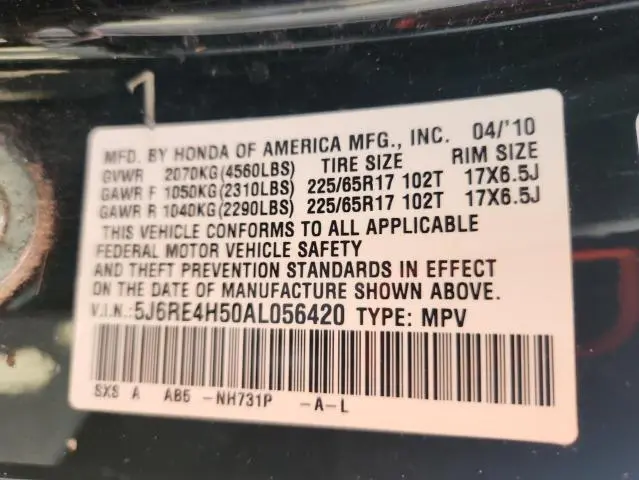 MFD. BY HONDA OF AMERICA MFG., INC. 04/'10
GVWR 2070KG(4560LBS) TIRE SIZE RIM SIZE
GAWR F 1050KG(2310LBS) 225/65R17 102T 17X6.5J
GAWR R 1040KG(2290LBS) 225/65R17 102T 17X6.5J
THIS VEHICLE CONFORMS TO ALL APPLICABLE
FEDERAL MOTOR VEHICLE SAFETY
AND THEFT PREVENTION STANDARDS IN EFFECT
ON THE DATE OF MANUFACTURE SHOWN ABOVE.
V.I.N.:5J6RE4H50AL056420 TYPE: MPV
SXS A AB5 -NH731P -A-L